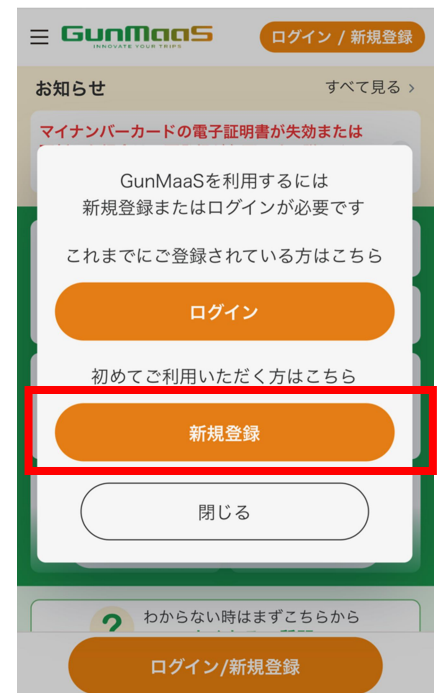 GunMaaS
INNOVATE YOUR TRIPS
ログイン / 新規登録
お知らせ
すべて見る ›
マイナンバーカードの電子証明書が失効または
GunMaaSを利用するには
新規登録またはログインが必要です
これまでにご登録されている方はこちら
ログイン
初めてご利用いただく方はこちら
新規登録
閉じる
?
わからない時はまずこちらから
ログイン/新規登録